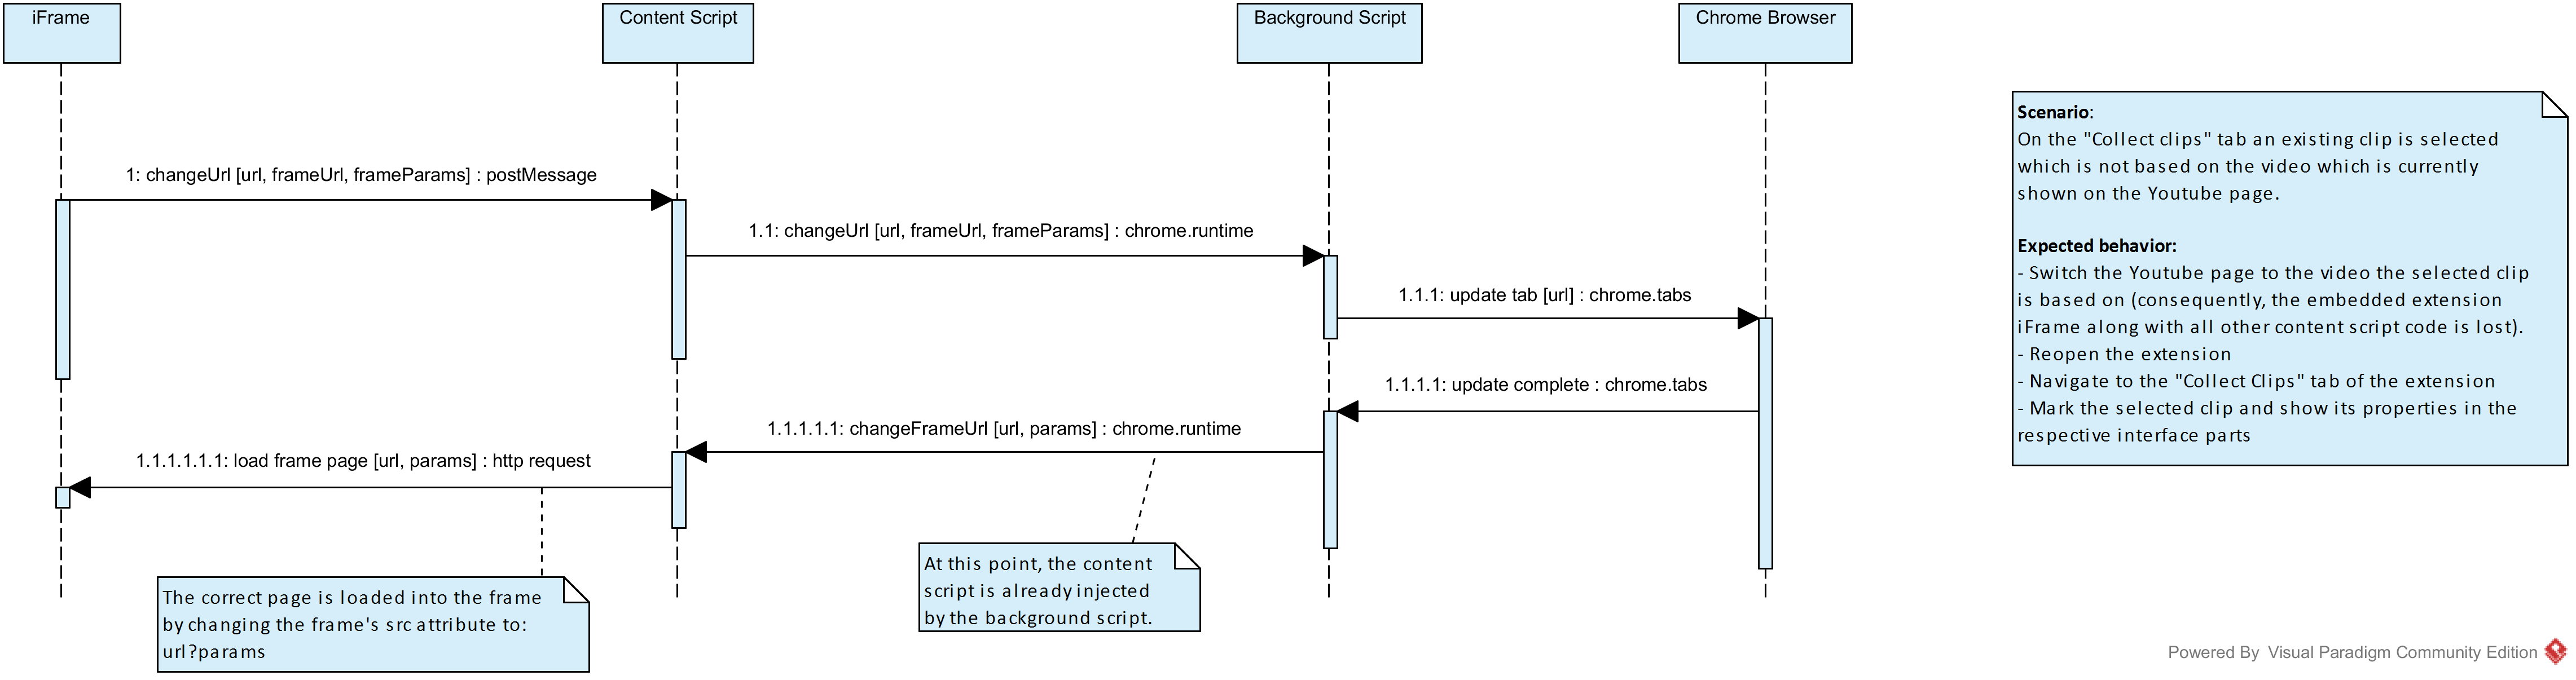 iFrame
Content Script
Background Script
Chrome Browser
Scenario:
On the "Collect clips" tab an existing clip is selected
which is not based on the video which is currently
shown on the Youtube page.
Expected behavior:
- Switch the Youtube page to the video the selected clip
is based on (consequently, the embedded extension
iFrame along with all other content script code is lost).
- Reopen the extension
- Navigate to the "Collect Clips" tab of the extension
- Mark the selected clip and show its properties in the
respective interface parts
1: changeUrl [url, frameUrl, frameParams] : postMessage
1.1: changeUrl [url, frameUrl, frameParams] : chrome.runtime
1.1.1: update tab [url] : chrome.tabs
1.1.1.1: update complete : chrome.tabs
1.1.1.1.1: changeFrameUrl [url, params] : chrome.runtime
1.1.1.1.1.1: load frame page [url, params] : http request
At this point, the content
script is already injected
by the background script.
The correct page is loaded into the frame
by changing the frame's src attribute to:
url?params
Powered By Visual Paradigm Community Edition